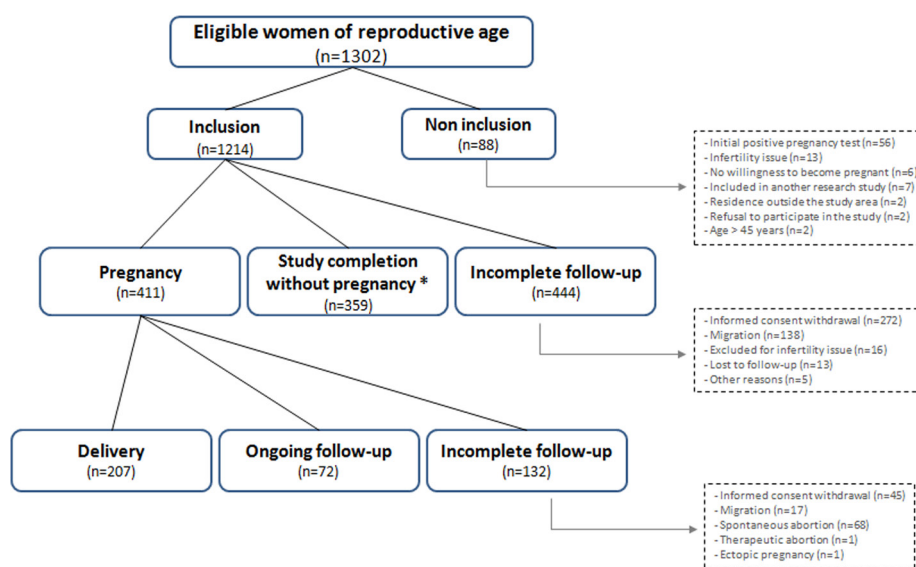 Eligible women of reproductive age
(n=1302)
Inclusion
(n=1214)
Non inclusion
(n=88)
- Initial positive pregnancy test (n=56)
- Infertility issue (n=13)
- No willingness to become pregnant (n=6)
- Included in another research study (n=7)
- Residence outside the study area (n=2)
- Refusal to participate in the study (n=2)
- Age > 45 years (n=2)
Pregnancy
(n=411)
Study completion
without pregnancy *
(n=359)
Incomplete follow-up
(n=444)
- Informed consent withdrawal (n=272)
- Migration (n=138)
- Excluded for infertility issue (n=16)
- Lost to follow-up (n=13)
- Other reasons (n=5)
Delivery
(n=207)
Ongoing follow-up
(n=72)
Incomplete follow-up
(n=132)
- Informed consent withdrawal (n=45)
- Migration (n=17)
- Spontaneous abortion (n=68)
- Therapeutic abortion (n=1)
- Ectopic pregnancy (n=1)